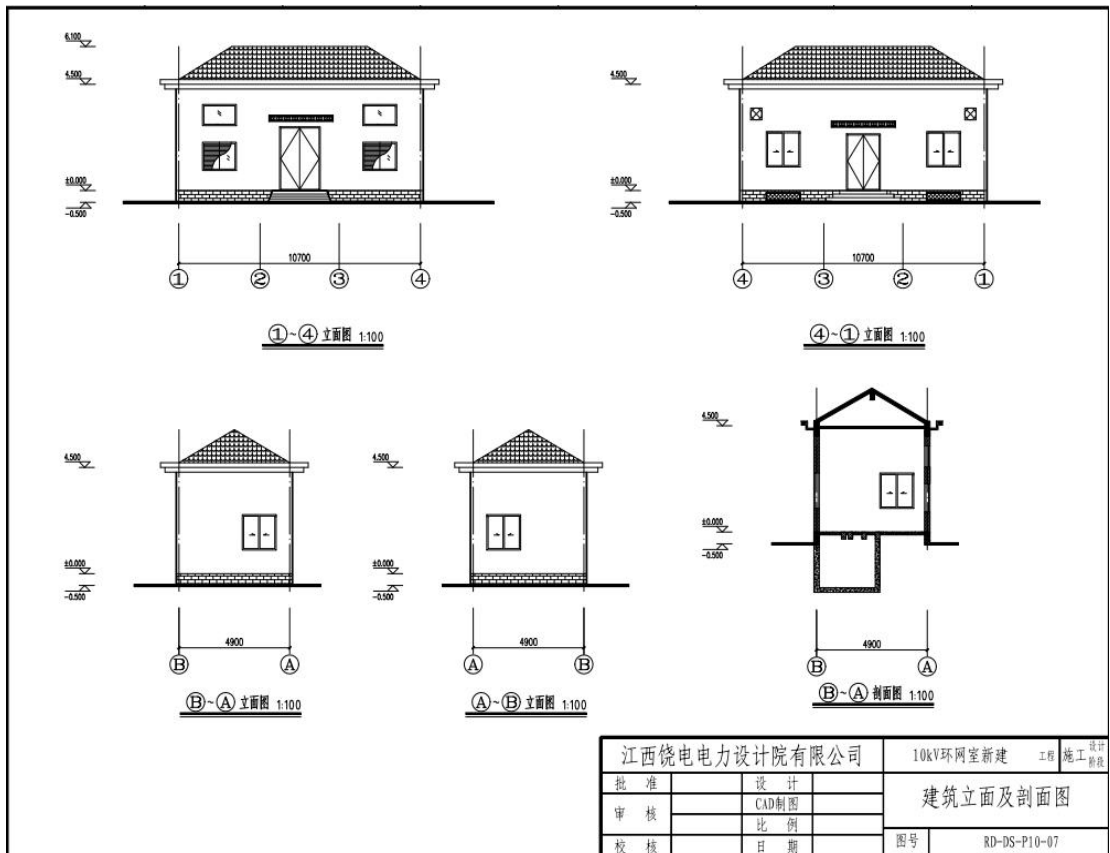 6.100
4.500
±0.000
-0.500
10700
① ② ③ ④
①~④ 立面图 1:100
4.500
±0.000
-0.500
10700
④ ③ ② ①
④~① 立面图 1:100
4.500
±0.000
-0.500
4900
Ⓑ Ⓐ
Ⓑ~Ⓐ 立面图 1:100
4.500
±0.000
-0.500
4900
Ⓐ Ⓑ
Ⓐ~Ⓑ 立面图 1:100
4.500
±0.000
-0.500
4900
Ⓑ Ⓐ
Ⓑ~Ⓐ 剖面图 1:100
江西饶电电力设计院有限公司
10kV环网室新建 工程 施工 设计阶段
批 准
设 计
建筑立面及剖面图
审 核
CAD制图
比 例
校 核
日 期
图号 RD-DS-P10-07